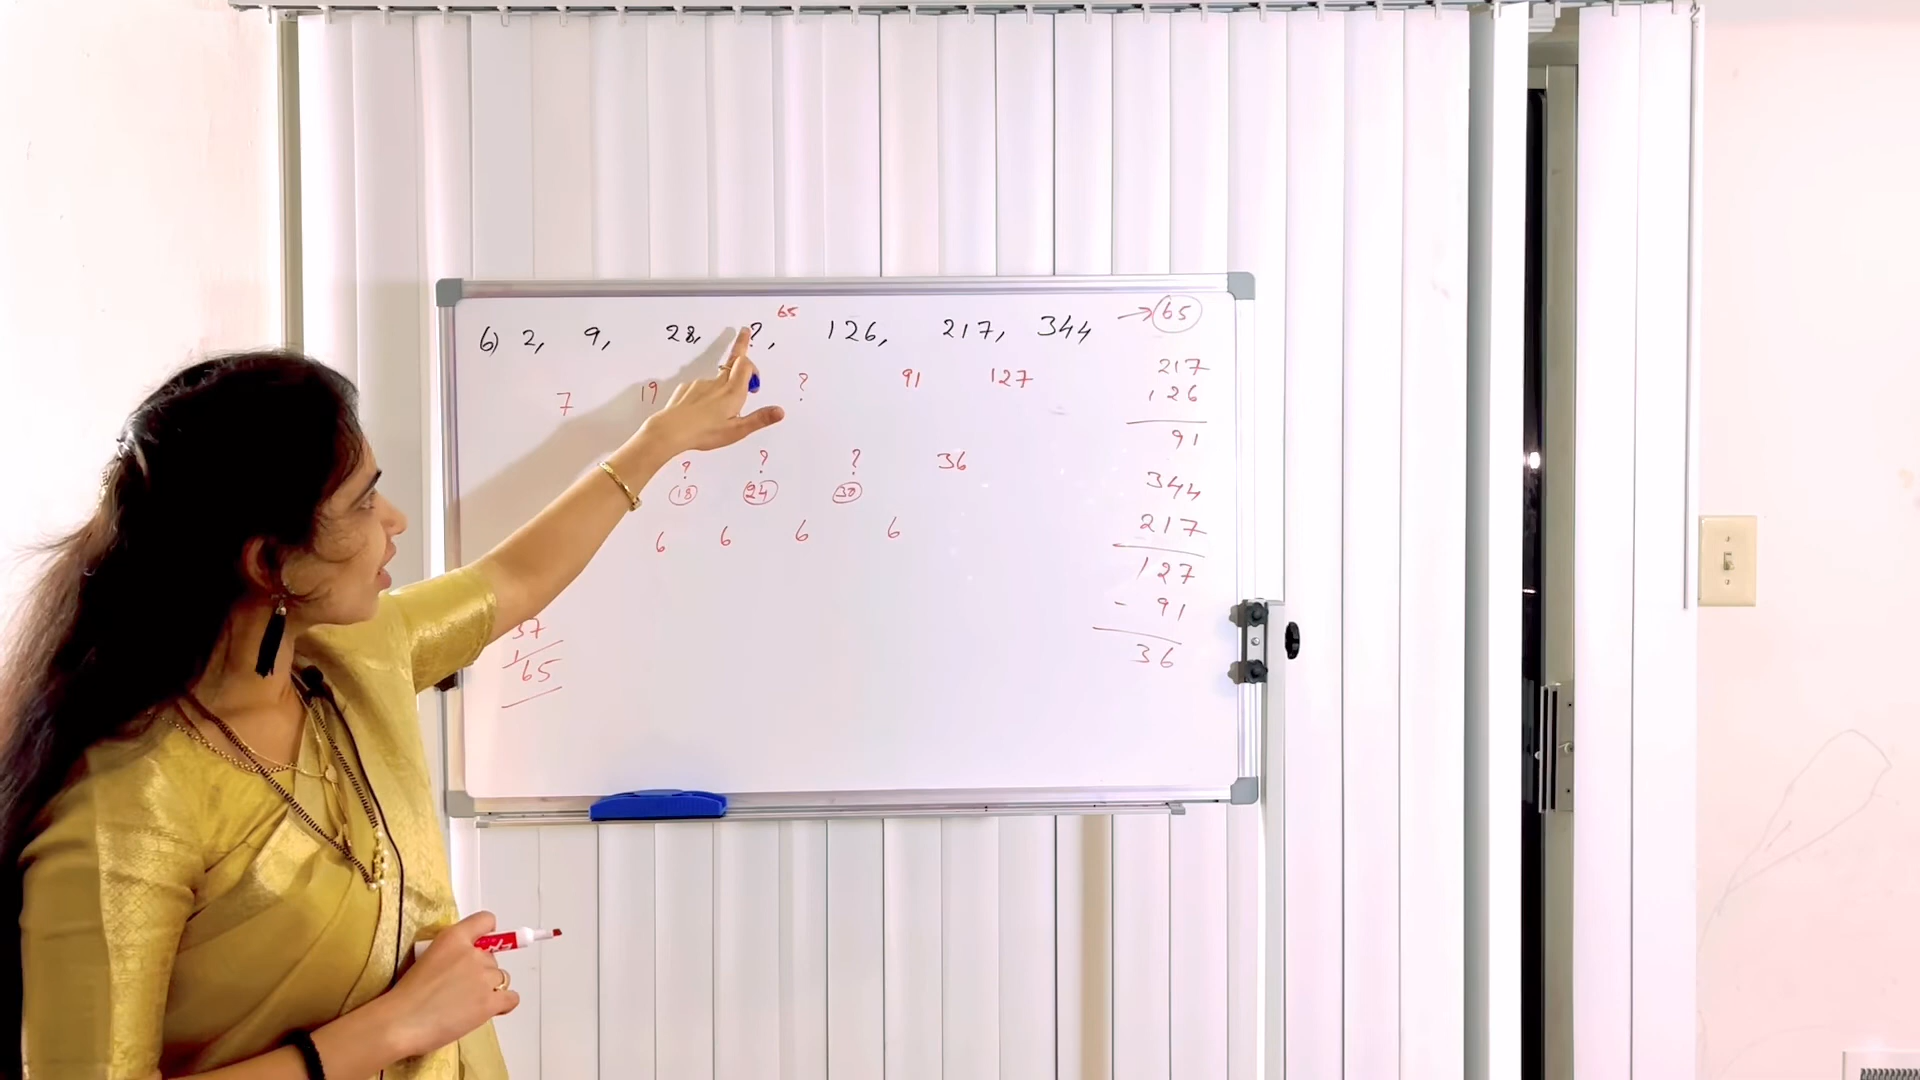 6) 2, 9, 28, ?, 65 126, 217, 344 → 65
7 19 ? 91 127
? ? ? 36
18 24 30
6 6 6 6
37
65
217
126
91
344
217
127
- 91
36